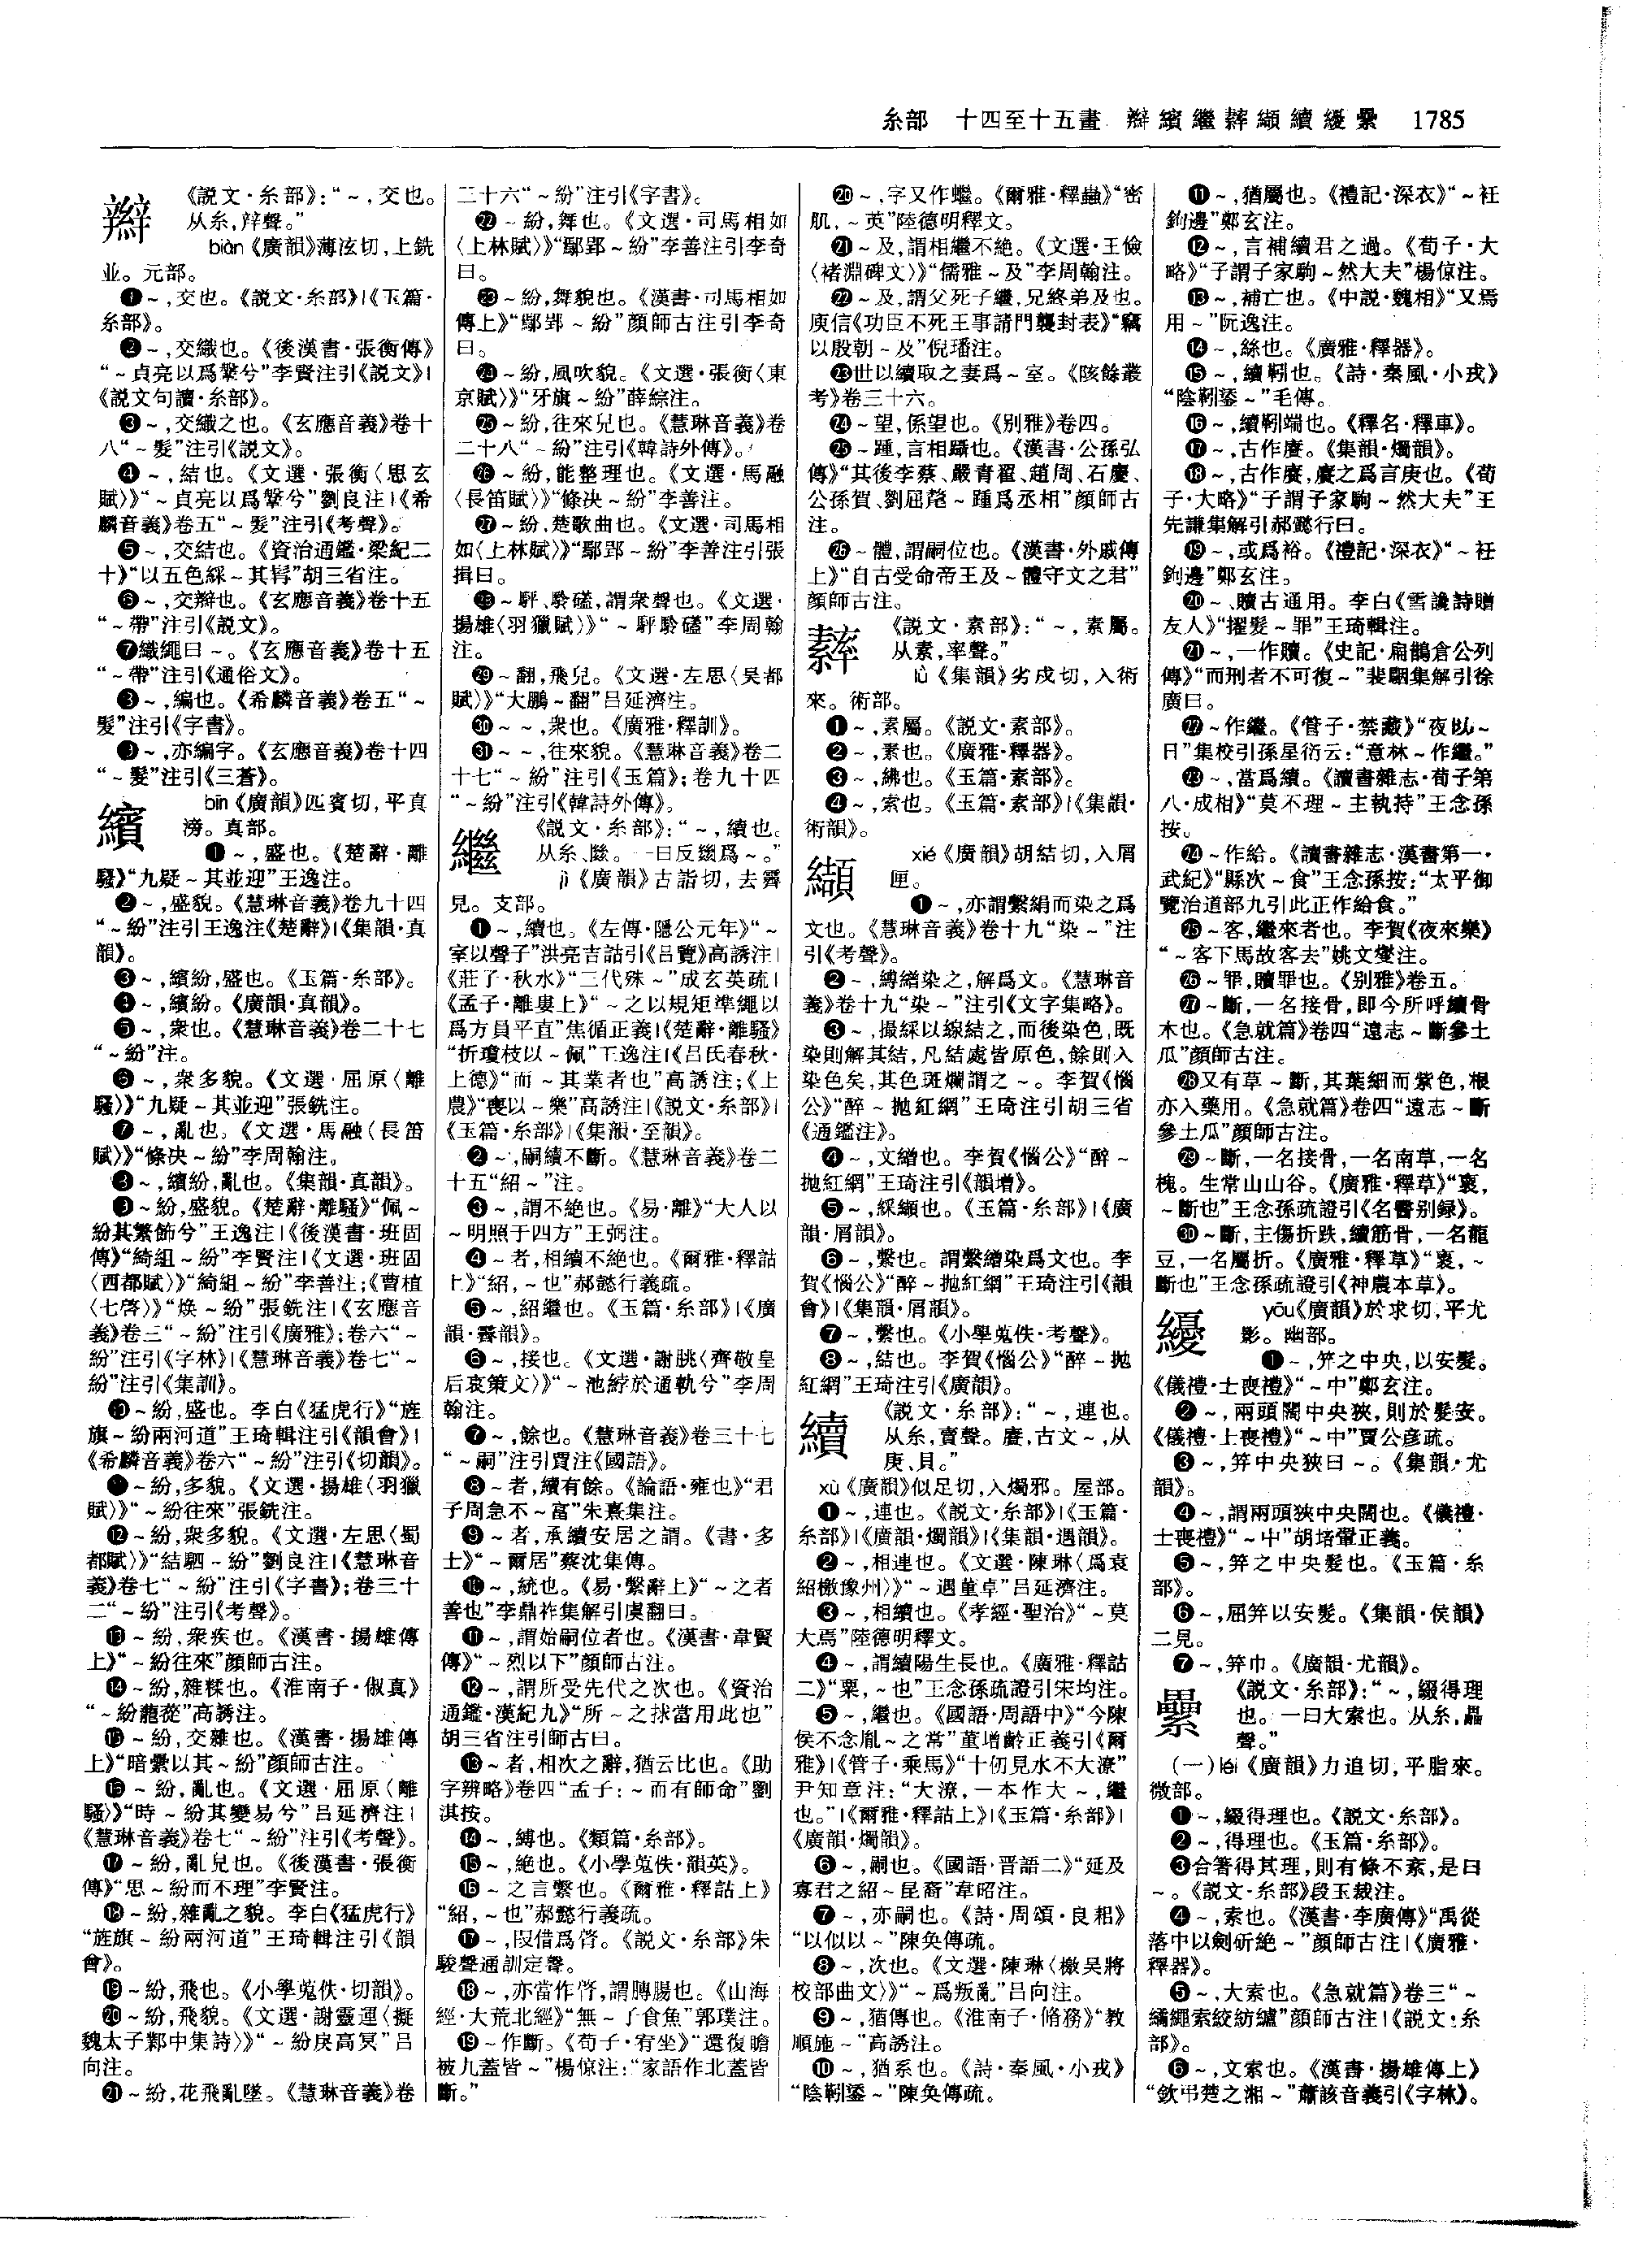 糸部　十四至十五畫　辮繽繼䋎纈續纋纍　1785
辮　《説文·糸部》：“～，交也。
从糸，辡聲。”
biàn《廣韻》薄泫切，上銑
並。元部。
❶～，交也。《説文·糸部》|《玉篇·
糸部》。
❷～，交織也。《後漢書·張衡傳》
“～貞亮以爲鞶兮”李賢注引《説文》|
《説文句讀·糸部》。
❸～，交織之也。《玄應音義》卷十
八“～髮”注引《説文》。
❹～，結也。《文選·張衡〈思玄
賦〉》“～貞亮以爲鞶兮”劉良注|《希
麟音義》卷五“～髮”注引《考聲》。
❺～，交結也。《資治通鑑·梁紀二
十》“以五色綵～其髯”胡三省注。
❻～，交辮也。《玄應音義》卷十五
“～帶”注引《説文》。
❼織繩曰～。《玄應音義》卷十五
“～帶”注引《通俗文》。
❽～，編也。《希麟音義》卷五“～
髮”注引《字書》。
❾～，亦編字。《玄應音義》卷十四
“～髮”注引《三蒼》。
繽　bīn《廣韻》匹賓切，平真
滂。真部。
❶～，盛也。《楚辭·離
騷》“九疑～其並迎”王逸注。
❷～，盛貌。《慧琳音義》卷九十四
“～紛”注引王逸注《楚辭》|《集韻·真
韻》。
❸～，繽紛，盛也。《玉篇·糸部》。
❹～，繽紛。《廣韻·真韻》。
❺～，衆也。《慧琳音義》卷二十七
“～紛”注。
❻～，衆多貌。《文選·屈原〈離
騷〉》“九疑～其並迎”張銑注。
❼～，亂也。《文選·馬融〈長笛
賦〉》“條決～紛”李周翰注。
❽～，繽紛，亂也。《集韻·真韻》。
❾～紛，盛貌。《楚辭·離騷》“佩～
紛其繁飾兮”王逸注|《後漢書·班固
傳》“綺組～紛”李賢注|《文選·班固
〈西都賦〉》“綺組～紛”李善注；《曹植
〈七啓〉》“焕～紛”張銑注|《玄應音
義》卷三“～紛”注引《廣雅》；卷六“～
紛”注引《字林》|《慧琳音義》卷七“～
紛”注引《集訓》。
❿～紛，盛也。李白《猛虎行》“旌
旗～紛兩河道”王琦輯注引《韻會》|
《希麟音義》卷六“～紛”注引《切韻》。
⓫～紛，多貌。《文選·揚雄〈羽獵
賦〉》“～紛往來”張銑注。
⓬～紛，衆多貌。《文選·左思〈蜀
都賦〉》“結駟～紛”劉良注|《慧琳音
義》卷七“～紛”注引《字書》；卷三十
二“～紛”注引《考聲》。
⓭～紛，衆疾也。《漢書·揚雄傳
上》“～紛往來”顔師古注。
⓮～紛，雜糅也。《淮南子·俶真》
“～紛蘢蓯”高誘注。
⓯～紛，交雜也。《漢書·揚雄傳
上》“暗纍以其～紛”顔師古注。
⓰～紛，亂也。《文選·屈原〈離
騷〉》“時～紛其變易兮”吕延濟注|
《慧琳音義》卷七“～紛”注引《考聲》。
⓱～紛，亂皃也。《後漢書·張衡
傳》“思～紛而不理”李賢注。
⓲～紛，雜亂之貌。李白《猛虎行》
“旌旗～紛兩河道”王琦輯注引《韻
會》。
⓳～紛，飛也。《小學蒐佚·切韻》。
⓴～紛，飛貌。《文選·謝靈運〈擬
魏太子鄴中集詩〉》“～紛戾高冥”吕
向注。
㉑～紛，花飛亂墜。《慧琳音義》卷
二十六“～紛”注引《字書》。
㉒～紛，舞也。《文選·司馬相如
〈上林賦〉》“鄢郢～紛”李善注引李奇
曰。
㉓～紛，舞貌也。《漢書·司馬相如
傳上》“鄢郢～紛”顔師古注引李奇
曰。
㉔～紛，風吹貌。《文選·張衡〈東
京賦〉》“牙旗～紛”薛綜注。
㉕～紛，往來皃也。《慧琳音義》卷
二十八“～紛”注引《韓詩外傳》。
㉖～紛，能整理也。《文選·馬融
〈長笛賦〉》“條決～紛”李善注。
㉗～紛，楚歌曲也。《文選·司馬相
如〈上林賦〉》“鄢郢～紛”李善注引張
揖曰。
㉘～軯、駖磕，謂衆聲也。《文選·
揚雄〈羽獵賦〉》“～軯駖磕”李周翰
注。
㉙～翻，飛皃。《文選·左思〈吴都
賦〉》“大鵬～翻”吕延濟注。
㉚～～，衆也。《廣雅·釋訓》。
㉛～～，往來貌。《慧琳音義》卷二
十七“～紛”注引《玉篇》；卷九十四
“～紛”注引《韓詩外傳》。
繼　《説文·糸部》：“～，續也。
从糸、㡭。一曰反㡭爲～。”
jì《廣韻》古詣切，去霽
見。支部。
❶～，續也。《左傳·隱公元年》“～
室以聲子”洪亮吉詁引《吕覽》高誘注|
《莊子·秋水》“三代殊～”成玄英疏|
《孟子·離婁上》“～之以規矩準繩以
爲方員平直”焦循正義|《楚辭·離騷》
“折瓊枝以～佩”王逸注|《吕氏春秋·
上德》“而～其業者也”高誘注；《上
農》“喪以～樂”高誘注|《説文·糸部》|
《玉篇·糸部》|《集韻·至韻》。
❷～，嗣續不斷。《慧琳音義》卷二
十五“紹～”注。
❸～，謂不絶也。《易·離》“大人以
～明照于四方”王弼注。
❹～者，相續不絶也。《爾雅·釋詁
上》“紹，～也”郝懿行義疏。
❺～，紹繼也。《玉篇·糸部》|《廣
韻·霽韻》。
❻～，接也。《文選·謝朓〈齊敬皇
后哀策文〉》“～池綍於通軌兮”李周
翰注。
❼～，餘也。《慧琳音義》卷三十七
“～嗣”注引賈注《國語》。
❽～者，續有餘。《論語·雍也》“君
子周急不～富”朱熹集注。
❾～者，承續安居之謂。《書·多
士》“～爾居”蔡沈集傳。
❿～，統也。《易·繫辭上》“～之者
善也”李鼎祚集解引虞翻曰。
⓫～，謂始嗣位者也。《漢書·韋賢
傳》“～烈以下”顔師古注。
⓬～，謂所受先代之次也。《資治
通鑑·漢紀九》“所～之捄當用此也”
胡三省注引師古曰。
⓭～者，相次之辭，猶云比也。《助
字辨略》卷四“孟子：～而有師命”劉
淇按。
⓮～，縛也。《類篇·糸部》。
⓯～，絶也。《小學蒐佚·韻英》。
⓰～之言繫也。《爾雅·釋詁上》
“紹，～也”郝懿行義疏。
⓱～，叚借爲啓。《説文·糸部》朱
駿聲通訓定聲。
⓲～，亦當作啓，謂膊腸也。《山海
經·大荒北經》“無～子食魚”郭璞注。
⓳～作斷。《荀子·宥坐》“還復瞻
被九蓋皆～”楊倞注：“家語作北蓋皆
斷。”
⓴～，字又作蠿。《爾雅·釋蟲》“密
肌，～英”陸德明釋文。
㉑～及，謂相繼不絶。《文選·王儉
〈褚淵碑文〉》“儒雅～及”李周翰注。
㉒～及，謂父死子繼，兄終弟及也。
庾信《功臣不死王事請門襲封表》“竊
以殷朝～及”倪璠注。
㉓世以續取之妻爲～室。《陔餘叢
考》卷三十六。
㉔～望，係望也。《别雅》卷四。
㉕～踵，言相躡也。《漢書·公孫弘
傳》“其後李蔡、嚴青翟、趙周、石慶、
公孫賀、劉屈氂～踵爲丞相”顔師古
注。
㉖～體，謂嗣位也。《漢書·外戚傳
上》“自古受命帝王及～體守文之君”
顔師古注。
《説文·素部》：“～，素屬。
从素，率聲。”
lǜ《集韻》劣戌切，入術
來。術部。
❶～，素屬。《説文·素部》。
❷～，素也。《廣雅·釋器》。
❸～，紼也。《玉篇·素部》。
❹～，索也。《玉篇·素部》|《集韻·
術韻》。
纈　xié《廣韻》胡結切，入屑
匣。
❶～，亦謂繫絹而染之爲
文也。《慧琳音義》卷十九“染～”注
引《考聲》。
❷～，縛繒染之，解爲文。《慧琳音
義》卷十九“染～”注引《文字集略》。
❸～，撮綵以線結之，而後染色，既
染則解其結，凡結處皆原色，餘則入
染色矣，其色斑斕謂之～。李賀《惱
公》“醉～抛紅網”王琦注引胡三省
《通鑑注》。
❹～，文繒也。李賀《惱公》“醉～
抛紅網”王琦注引《韻增》。
❺～，綵纈也。《玉篇·糸部》|《廣
韻·屑韻》。
❻～，繫也。謂繫繒染爲文也。李
賀《惱公》“醉～抛紅網”王琦注引《韻
會》|《集韻·屑韻》。
❼～，繫也。《小學蒐佚·考聲》。
❽～，結也。李賀《惱公》“醉～抛
紅網”王琦注引《廣韻》。
續　《説文·糸部》：“～，連也。
从糸，𧶠聲。賡，古文～，从
庚、貝。”
xù《廣韻》似足切，入燭邪。屋部。
❶～，連也。《説文·糸部》|《玉篇·
糸部》|《廣韻·燭韻》|《集韻·遇韻》。
❷～，相連也。《文選·陳琳〈爲袁
紹檄豫州〉》“～遇董卓”吕延濟注。
❸～，相續也。《孝經·聖治》“～莫
大焉”陸德明釋文。
❹～，謂續陽生長也。《廣雅·釋詁
二》“粟，～也”王念孫疏證引宋均注。
❺～，繼也。《國語·周語中》“今陳
侯不念胤～之常”董增齡正義引《爾
雅》|《管子·乘馬》“十仞見水不大潦”
尹知章注：“大潦，一本作大～，繼
也。”|《爾雅·釋詁上》|《玉篇·糸部》|
《廣韻·燭韻》。
❻～，嗣也。《國語·晋語二》“延及
寡君之紹～昆裔”韋昭注。
❼～，亦嗣也。《詩·周頌·良耜》
“以似以～”陳奂傳疏。
❽～，次也。《文選·陳琳〈檄吴將
校部曲文〉》“～爲叛亂”吕向注。
❾～，猶傳也。《淮南子·脩務》“教
順施～”高誘注。
❿～，猶系也。《詩·秦風·小戎》
“陰靷鋈～”陳奂傳疏。
⓫～，猶屬也。《禮記·深衣》“～衽
鉤邊”鄭玄注。
⓬～，言補續君之過。《荀子·大
略》“子謂子家駒～然大夫”楊倞注。
⓭～，補亡也。《中説·魏相》“又焉
用～”阮逸注。
⓮～，絲也。《廣雅·釋器》。
⓯～，續靷也。《詩·秦風·小戎》
“陰靷鋈～”毛傳。
⓰～，續靷端也。《釋名·釋車》。
⓱～，古作賡。《集韻·燭韻》。
⓲～，古作賡，賡之爲言庚也。《荀
子·大略》“子謂子家駒～然大夫”王
先謙集解引郝懿行曰。
⓳～，或爲裕。《禮記·深衣》“～衽
鉤邊”鄭玄注。
⓴～、贖古通用。李白《雪讒詩贈
友人》“擢髮～罪”王琦輯注。
㉑～，一作贖。《史記·扁鵲倉公列
傳》“而刑者不可復～”裴駰集解引徐
廣曰。
㉒～作繼。《管子·禁藏》“夜以～
日”集校引孫星衍云：“意林～作繼。”
㉓～，當爲績。《讀書雜志·荀子第
八·成相》“莫不理～主執持”王念孫
按。
㉔～作給。《讀書雜志·漢書第一·
武紀》“縣次～食”王念孫按：“太平御
覽治道部九引此正作給食。”
㉕～客，繼來者也。李賀《夜來樂》
“～客下馬故客去”姚文燮注。
㉖～罪，贖罪也。《别雅》卷五。
㉗～斷，一名接骨，即今所呼續骨
木也。《急就篇》卷四“遠志～斷參土
瓜”顔師古注。
㉘又有草～斷，其葉細而紫色，根
亦入藥用。《急就篇》卷四“遠志～斷
參土瓜”顔師古注。
㉙～斷，一名接骨，一名南草，一名
槐。生常山山谷。《廣雅·釋草》“褱，
～斷也”王念孫疏證引《名醫别録》。
㉚～斷，主傷折跌，續筋骨，一名龍
豆，一名屬折。《廣雅·釋草》“褱，～
斷也”王念孫疏證引《神農本草》。
纋　yōu《廣韻》於求切，平尤
影。幽部。
❶～，笄之中央，以安髮。
《儀禮·士喪禮》“～中”鄭玄注。
❷～，兩頭闊中央狹，則於髮安。
《儀禮·士喪禮》“～中”賈公彦疏。
❸～，笄中央狹曰～。《集韻·尤
韻》。
❹～，謂兩頭狹中央闊也。《儀禮·
士喪禮》“～中”胡培翬正義。
❺～，笄之中央髮也。《玉篇·糸
部》。
❻～，屈笄以安髮。《集韻·侯韻》
二見。
❼～，笄巾。《廣韻·尤韻》。
纍　《説文·糸部》：“～，綴得理
也。一曰大索也。从糸，畾
聲。”
（一）léi《廣韻》力追切，平脂來。
微部。
❶～，綴得理也。《説文·糸部》。
❷～，得理也。《玉篇·糸部》。
❸合箸得其理，則有條不紊，是曰
～。《説文·糸部》段玉裁注。
❹～，索也。《漢書·李廣傳》“禹從
落中以劍斫絶～”顔師古注|《廣雅·
釋器》。
❺～，大索也。《急就篇》卷三“～
繘繩索絞紡纑”顔師古注|《説文·糸
部》。
❻～，文索也。《漢書·揚雄傳上》
“欽弔楚之湘～”蕭該音義引《字林》。